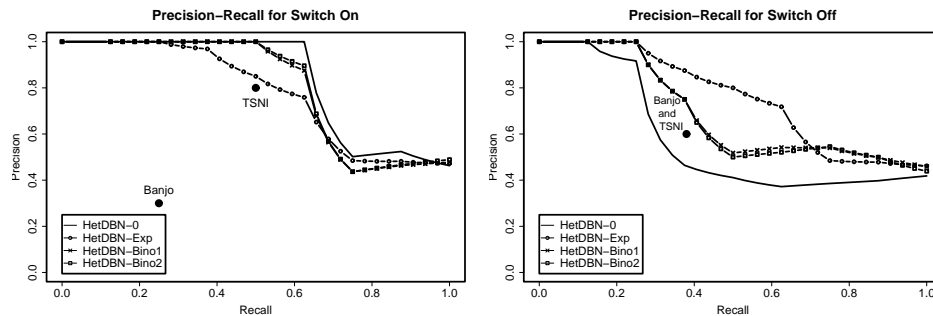 Precision−Recall for Switch On
Precision
1.0
0.8
0.6
0.4
0.2
0.0
TSNI
Banjo
HetDBN−0
HetDBN−Exp
HetDBN−Bino1
HetDBN−Bino2
0.0 0.2 0.4 0.6 0.8 1.0
Recall
Precision−Recall for Switch Off
Precision
1.0
0.8
0.6
0.4
0.2
0.0
Banjo
and
TSNI
HetDBN−0
HetDBN−Exp
HetDBN−Bino1
HetDBN−Bino2
0.0 0.2 0.4 0.6 0.8 1.0
Recall